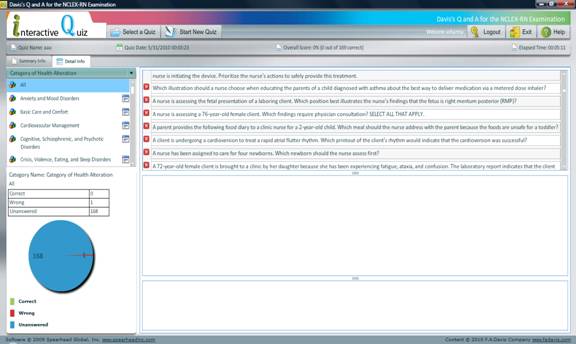 Davis's Q and A for the NCLEX-RN Examination
Davis's Q and A for the NCLEX-RN Examination
interactive Quiz
Select a Quiz
Start New Quiz
Welcome
Logout
Exit
Help
Quiz Name: aaa
Quiz Date: 5/31/2010 00:03:23
Overall Score: 0% (0 out of 169 correct)
Elapsed Time: 00:05:11
Summary Info
Detail Info
Category of Health Alteration
All
Anxiety and Mood Disorders
Basic Care and Comfort
Cardiovascular Management
Cognitive, Schizophrenic, and Psychotic
Disorders
Crisis, Violence, Eating, and Sleep Disorders
Category Name: Category of Health Alteration
All
Correct 0
Wrong 1
Unanswered 168
168
1
Correct
Wrong
Unanswered
nurse is initiating the device. Prioritize the nurse's actions to safely provide this treatment.
Which illustration should a nurse choose when educating the parents of a child diagnosed with asthma about the best way to deliver medication via a metered dose inhaler?
A nurse is assessing the fetal presentation of a laboring client. Which position best illustrates the nurse's findings that the fetus is right mentum posterior (RMP)?
A nurse is assessing a 76-year-old female client. Which findings require physician consultation? SELECT ALL THAT APPLY.
A parent provides the following food diary to a clinic nurse for a 2-year-old child. Which meal should the nurse address with the parent because the foods are unsafe for a toddler?
A client is undergoing a cardioversion to treat a rapid atrial flutter rhythm. Which printout of the client's rhythm would indicate that the cardioversion was successful?
A nurse has been assigned to care for four newborns. Which newborn should the nurse assess first?
A 72-year-old female client is brought to a clinic by her daughter because she has been experiencing fatigue, ataxia, and confusion. The laboratory report indicates that the client
Software © 2009 Spearhead Global, Inc. www.spearheadinc.com
Content © 2010 F.A.Davis Company www.fadavis.com